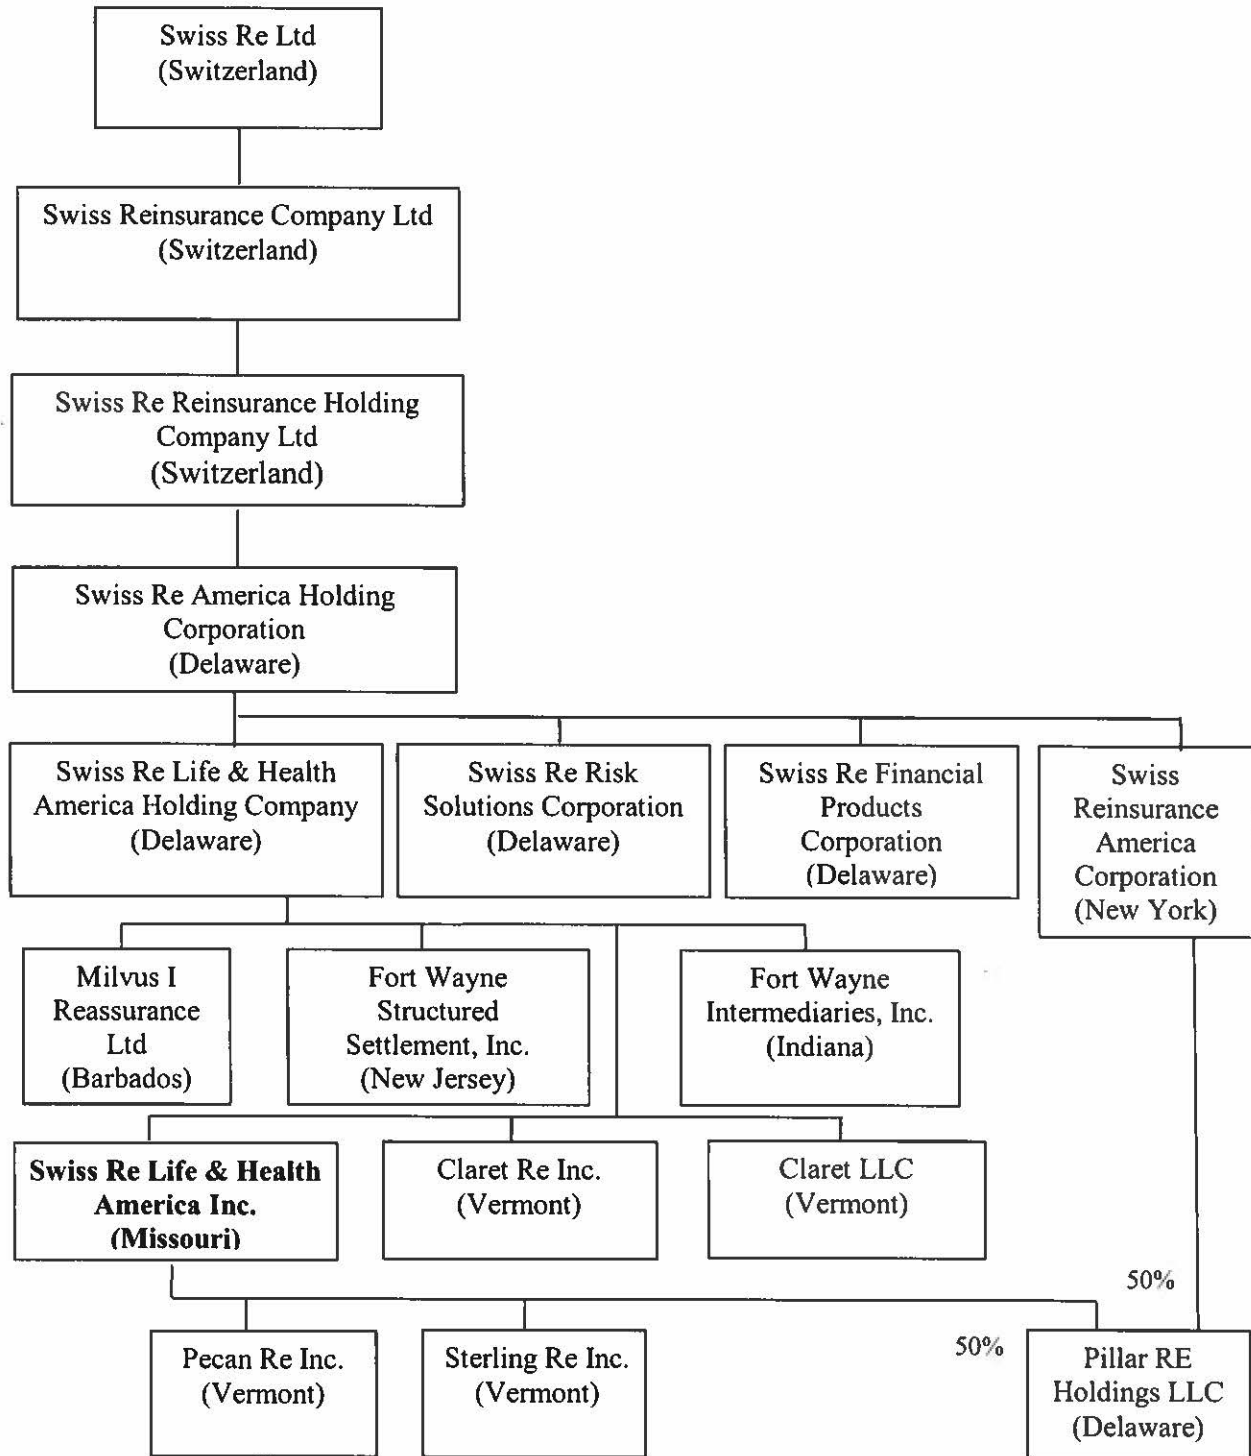 Swiss Re Ltd
(Switzerland)
Swiss Reinsurance Company Ltd
(Switzerland)
Swiss Re Reinsurance Holding
Company Ltd
(Switzerland)
Swiss Re America Holding
Corporation
(Delaware)
Swiss Re Life & Health
America Holding Company
(Delaware)
Swiss Re Risk
Solutions Corporation
(Delaware)
Swiss Re Financial
Products
Corporation
(Delaware)
Swiss
Reinsurance
America
Corporation
(New York)
Milvus I
Reassurance
Ltd
(Barbados)
Fort Wayne
Structured
Settlement, Inc.
(New Jersey)
Fort Wayne
Intermediaries, Inc.
(Indiana)
Swiss Re Life & Health
America Inc.
(Missouri)
Claret Re Inc.
(Vermont)
Claret LLC
(Vermont)
50%
Pecan Re Inc.
(Vermont)
Sterling Re Inc.
(Vermont)
50%
Pillar RE
Holdings LLC
(Delaware)